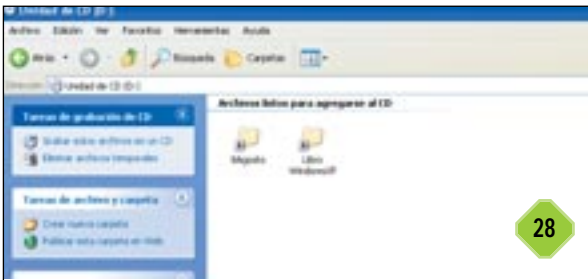 Unidad de CD (D:)
Archivo Edición Ver Favoritos Herramientas Ayuda
Atrás Búsqueda Carpetas
Dirección Unidad de CD (D:)
Archivos listos para agregarse al CD
Tareas de grabación de CD
Grabar estos archivos en un CD
Eliminar archivos temporales
Libro
WindowsXP
Tareas de archivo y carpeta
Crear nueva carpeta
Publicar esta carpeta en Web
28